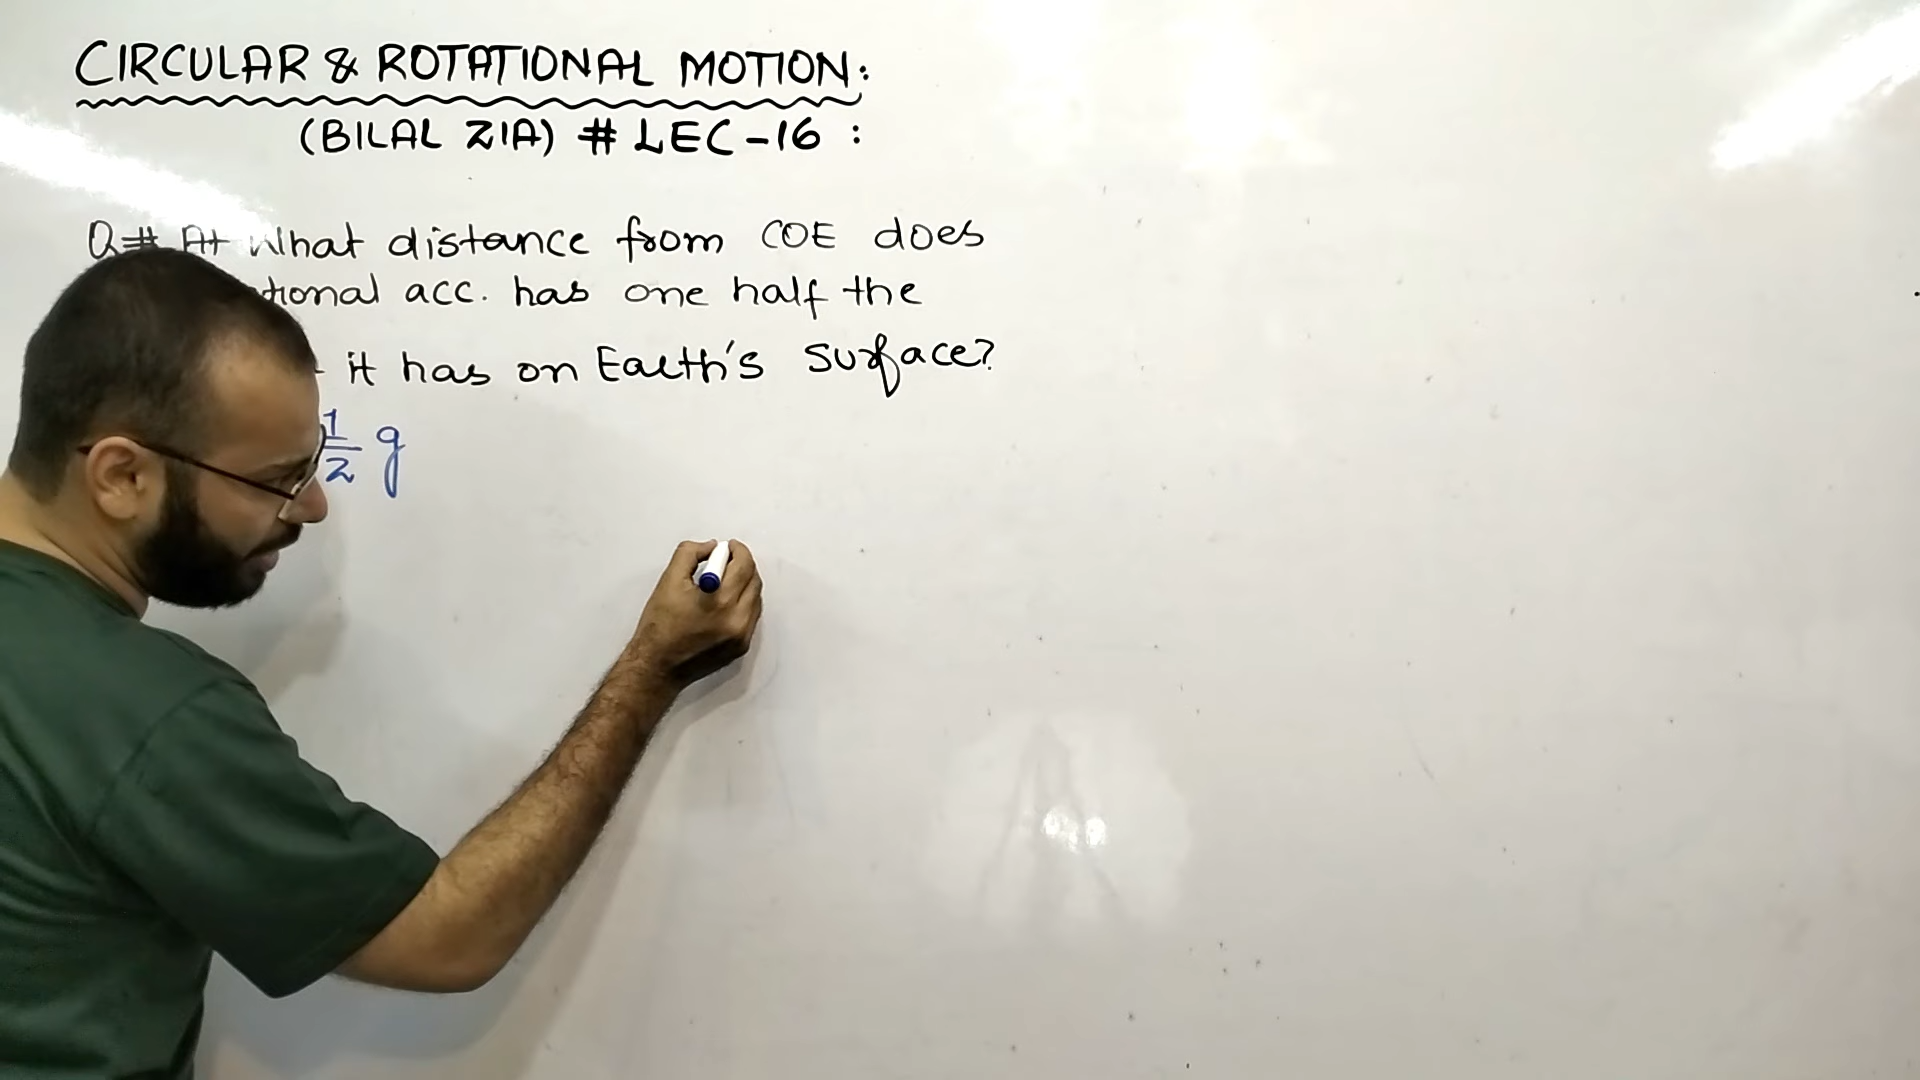 CIRCULAR & ROTATIONAL MOTION:
(BILAL ZIA) # LEC-16 :
Q# At What distance from COE does
tional acc. has one half the
it has on Earth's Surface?
1/2 g